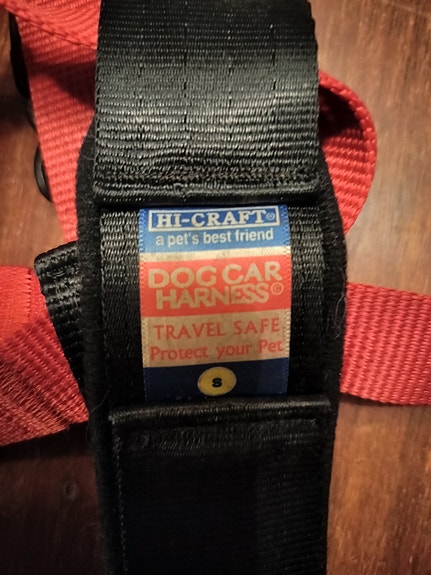 HI-CRAFT®
a pet's best friend
DOG CAR
HARNESS©
TRAVEL SAFE
Protect your Pet
S